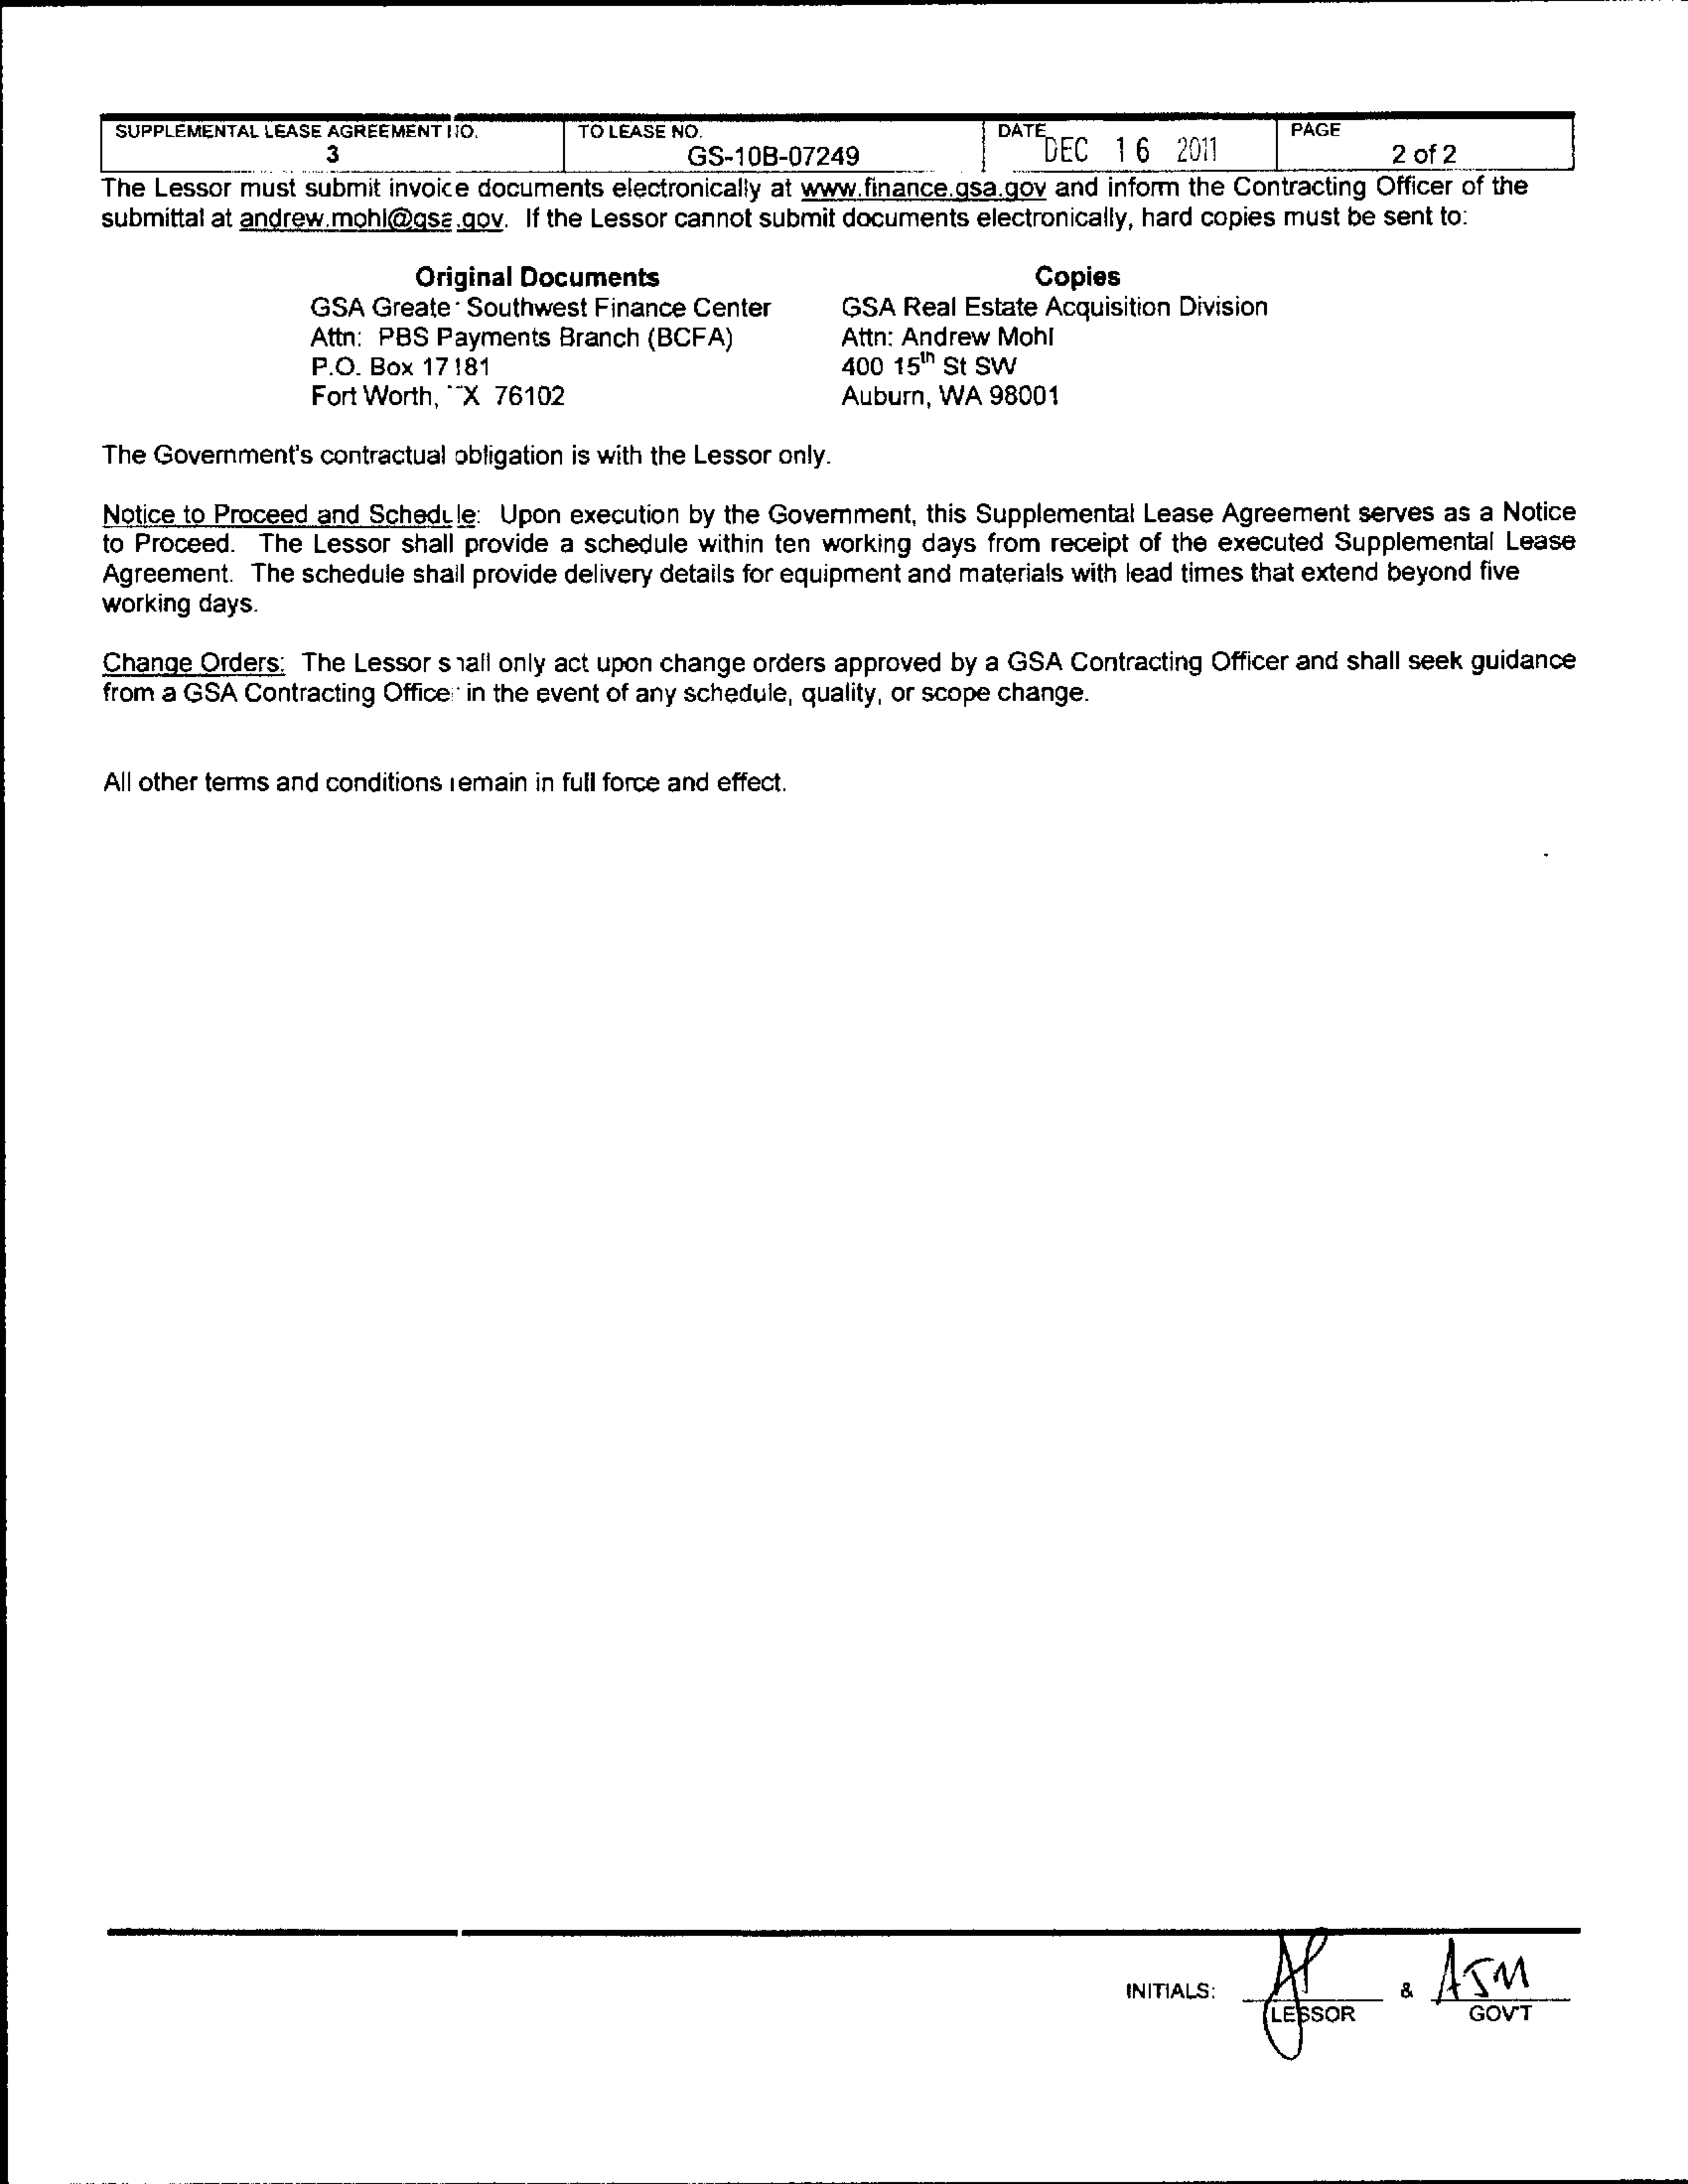 SUPPLEMENTAL LEASE AGREEMENT NO.
3
TO LEASE NO.
GS-10B-07249
DATE
DEC 16 2011
PAGE
2 of 2
The Lessor must submit invoice documents electronically at www.finance.gsa.gov and inform the Contracting Officer of the
submittal at andrew.mohl@gsa.gov. If the Lessor cannot submit documents electronically, hard copies must be sent to:
Original Documents
GSA Greater Southwest Finance Center
Attn: PBS Payments Branch (BCFA)
P.O. Box 17181
Fort Worth, TX 76102
Copies
GSA Real Estate Acquisition Division
Attn: Andrew Mohl
400 15th St SW
Auburn, WA 98001
The Government's contractual obligation is with the Lessor only.
Notice to Proceed and Schedule: Upon execution by the Government, this Supplemental Lease Agreement serves as a Notice
to Proceed. The Lessor shall provide a schedule within ten working days from receipt of the executed Supplemental Lease
Agreement. The schedule shall provide delivery details for equipment and materials with lead times that extend beyond five
working days.
Change Orders: The Lessor shall only act upon change orders approved by a GSA Contracting Officer and shall seek guidance
from a GSA Contracting Officer in the event of any schedule, quality, or scope change.
All other terms and conditions remain in full force and effect.
INITIALS: & AJM
LESSOR GOVT